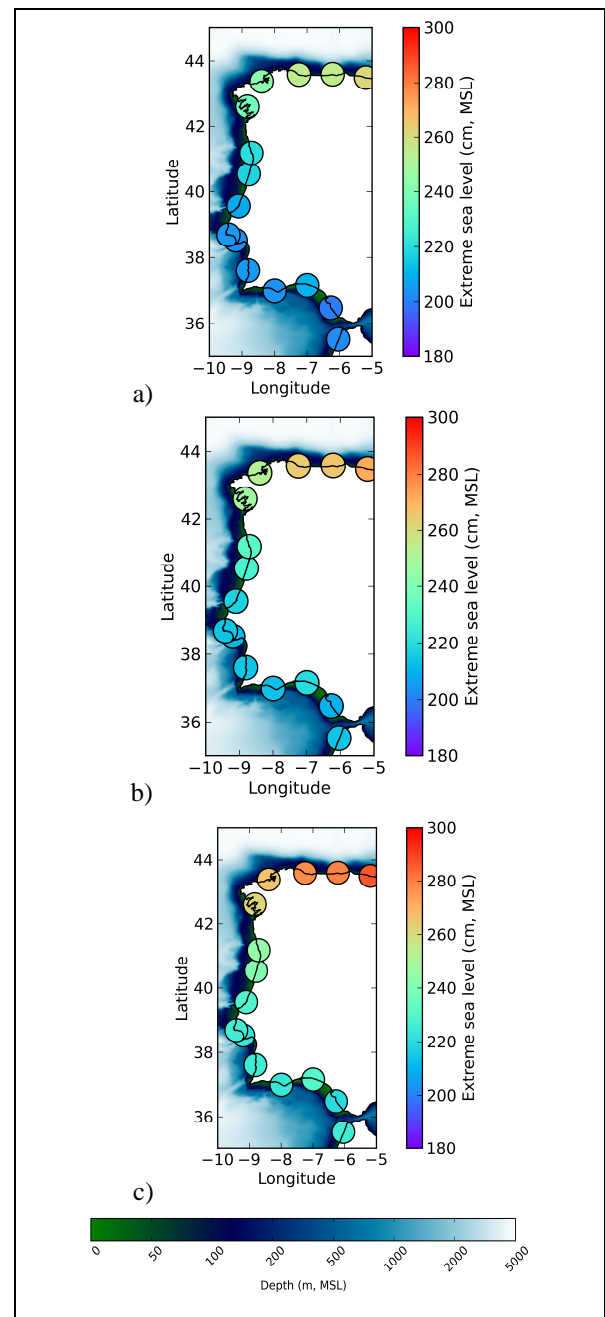 300
280
260
240
220
200
180
Extreme sea level (cm, MSL)
44
42
40
38
36
Latitude
−10 −9 −8 −7 −6 −5
Longitude
a)
300
280
260
240
220
200
180
Extreme sea level (cm, MSL)
44
42
40
38
36
Latitude
−10 −9 −8 −7 −6 −5
Longitude
b)
300
280
260
240
220
200
180
Extreme sea level (cm, MSL)
44
42
40
38
36
Latitude
−10 −9 −8 −7 −6 −5
Longitude
c)
0 50 100 200 500 1000 2000 5000
Depth (m, MSL)